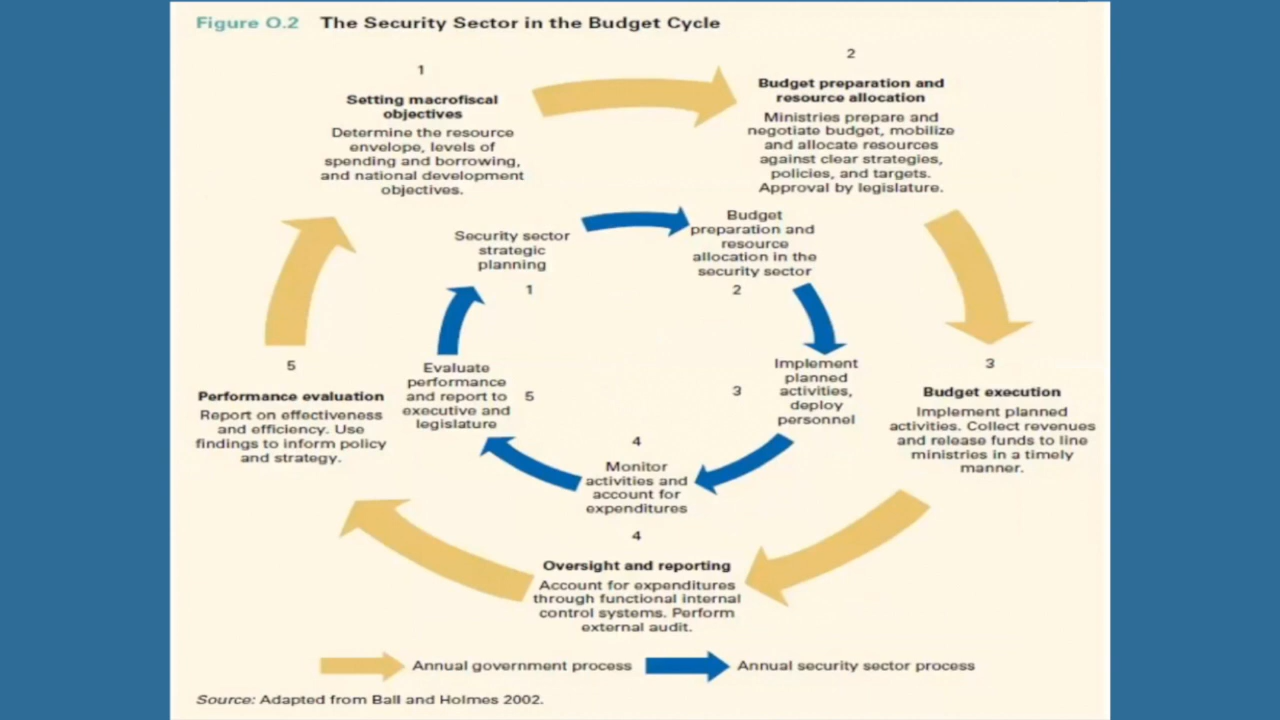 Figure O.2 The Security Sector in the Budget Cycle
1
Setting macrofiscal
objectives
Determine the resource
envelope, levels of
spending and borrowing,
and national development
objectives.
2
Budget preparation and
resource allocation
Ministries prepare and
negotiate budget, mobilize
and allocate resources
against clear strategies,
policies, and targets.
Approval by legislature.
Security sector
strategic
planning
1
Budget
preparation and
resource
allocation in the
security sector
2
Implement
planned
activities,
deploy
personnel
3
3
Budget execution
Implement planned
activities. Collect revenues
and release funds to line
ministries in a timely
manner.
5
Performance evaluation
Report on effectiveness
and efficiency. Use
findings to inform policy
and strategy.
Evaluate
performance
and report to
executive and
legislature
5
4
Monitor
activities and
account for
expenditures
4
Oversight and reporting
Account for expenditures
through functional internal
control systems. Perform
external audit.
Annual government process
Annual security sector process
Source: Adapted from Ball and Holmes 2002.